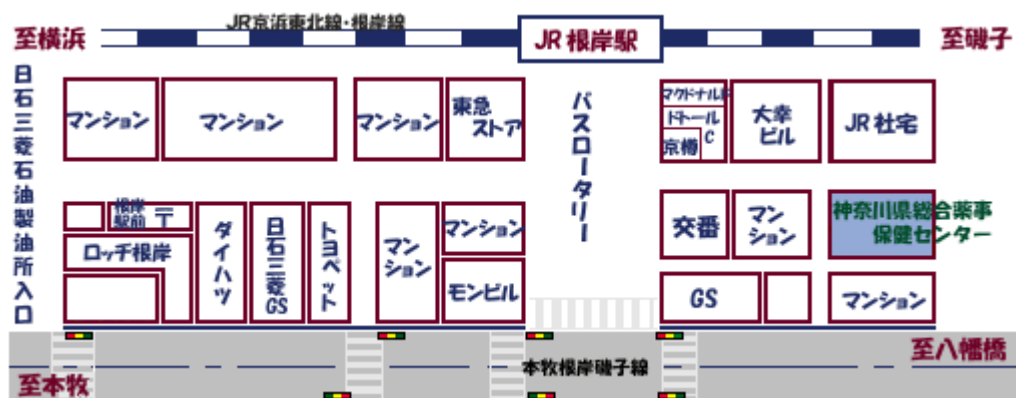 JR京浜東北線・根岸線
至横浜
JR根岸駅
至磯子
日石三菱石油製油所入口
マンション
マンション
マンション
東急
ストア
バスロータリー
マクドナルド
ドトール
京樽
C
大幸
ビル
JR社宅
根岸
駅前
〒
ロッチ根岸
ダイハツ
日石三菱GS
トヨペット
マン
ション
マンション
モンビル
交番
マン
ション
神奈川県総合薬事
保健センター
GS
マンション
本牧根岸磯子線
至八幡橋
至本牧